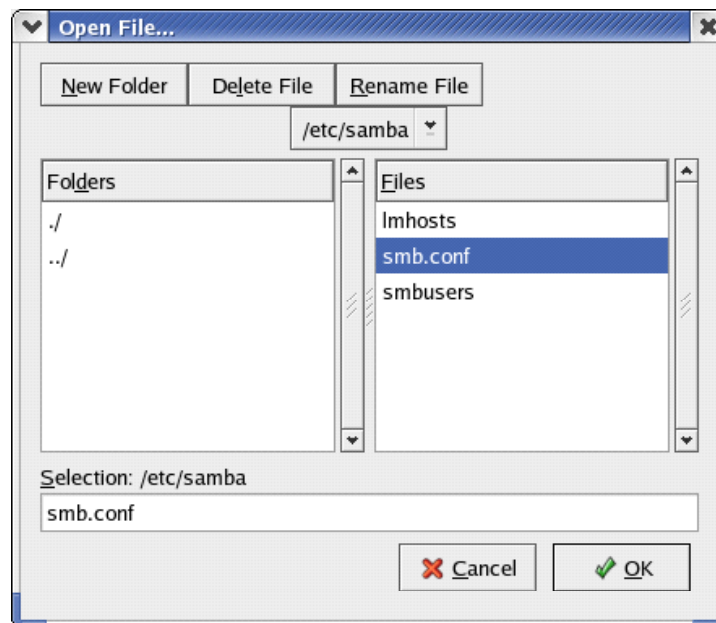 Open File...
New Folder Delete File Rename File
/etc/samba
Folders Files
./ lmhosts
../ smb.conf
smbusers
Selection: /etc/samba
smb.conf
Cancel OK